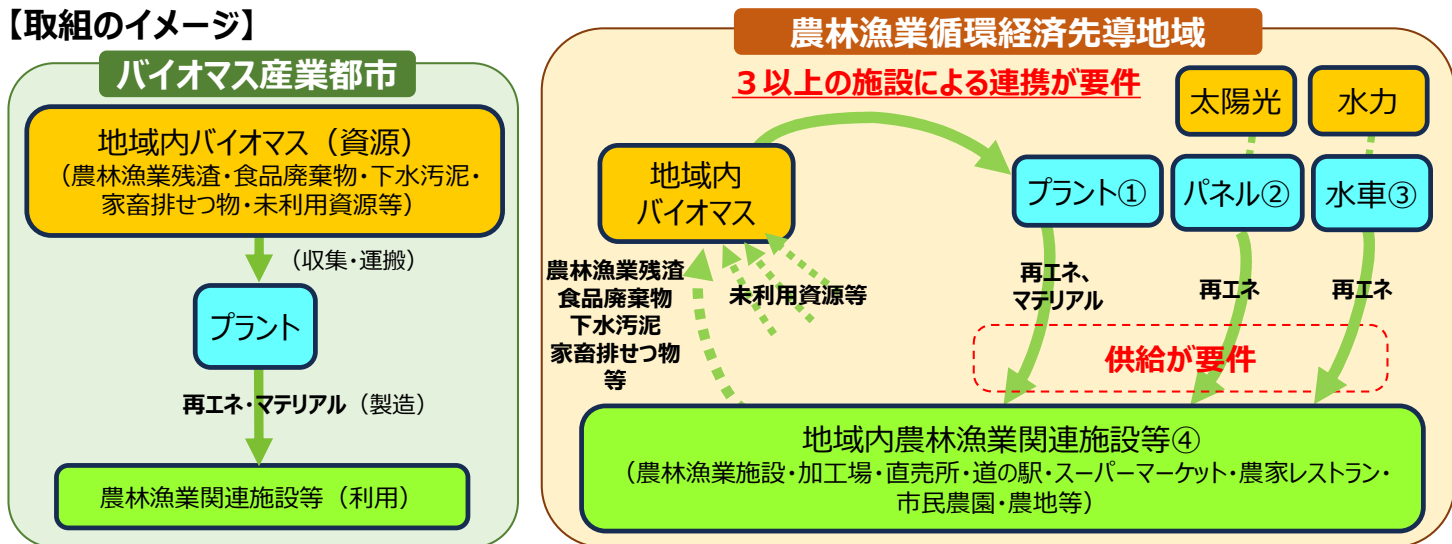 【取組のイメージ】
バイオマス産業都市
地域内バイオマス（資源）
（農林漁業残渣・食品廃棄物・下水汚泥・
家畜排せつ物・未利用資源等）
（収集・運搬）
プラント
再エネ・マテリアル（製造）
農林漁業関連施設等（利用）
農林漁業循環経済先導地域
３以上の施設による連携が要件
太陽光
水力
地域内
バイオマス
プラント①
パネル②
水車③
農林漁業残渣
食品廃棄物
下水汚泥
家畜排せつ物
等
未利用資源等
再エネ、
マテリアル
再エネ
再エネ
供給が要件
地域内農林漁業関連施設等④
（農林漁業施設・加工場・直売所・道の駅・スーパーマーケット・農家レストラン・
市民農園・農地等）